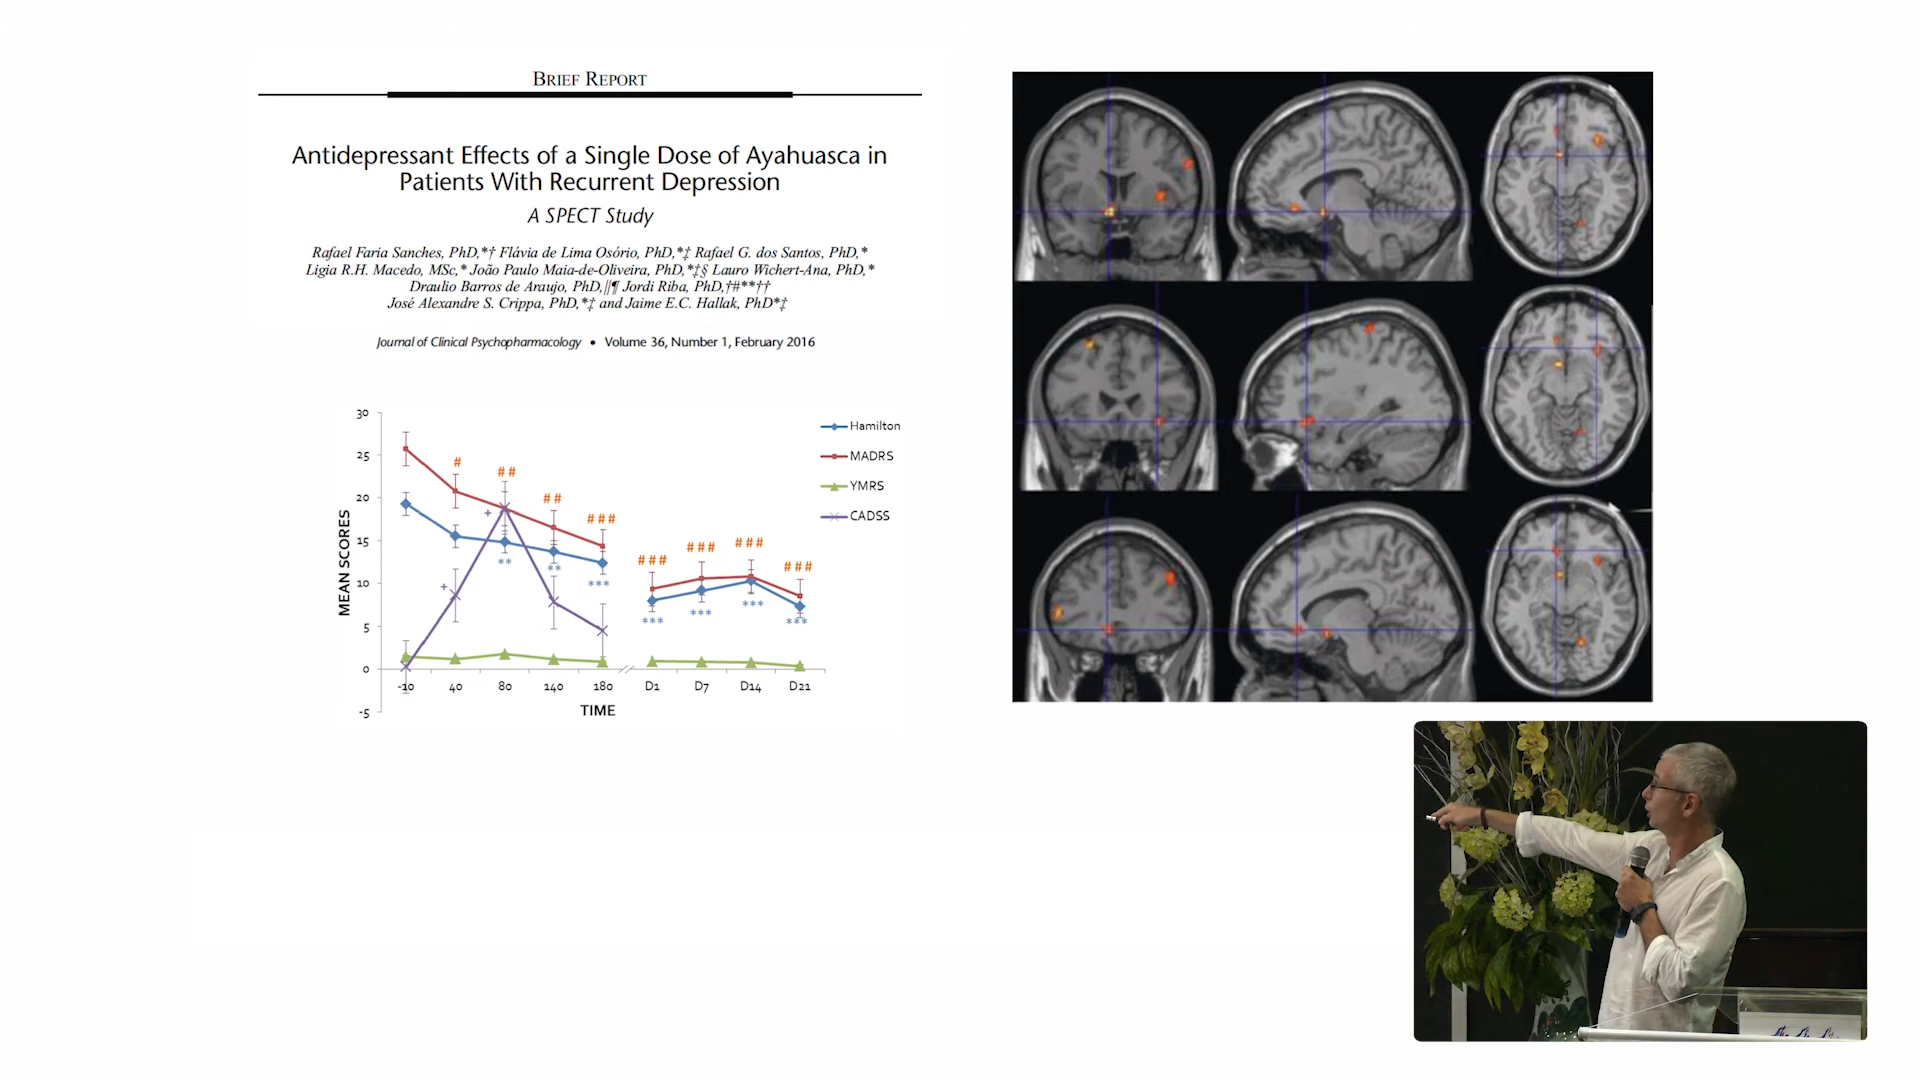 BRIEF REPORT
Antidepressant Effects of a Single Dose of Ayahuasca in
Patients With Recurrent Depression
A SPECT Study
Rafael Faria Sanches, PhD,*† Flávia de Lima Osório, PhD,*‡ Rafael G. dos Santos, PhD,*
Ligia R.H. Macedo, MSc,* João Paulo Maia-de-Oliveira, PhD,*‡§ Lauro Wichert-Ana, PhD,*
Draulio Barros de Araujo, PhD,||¶ Jordi Riba, PhD,†#**††
José Alexandre S. Crippa, PhD,*‡ and Jaime E.C. Hallak, PhD*‡
Journal of Clinical Psychopharmacology • Volume 36, Number 1, February 2016
MEAN SCORES
30
25
20
15
10
5
0
-5
Hamilton
MADRS
YMRS
CADSS
#
##
##
###
###
###
###
###
+
+
**
**
***
***
***
***
***
-10 40 80 140 180 // D1 D7 D14 D21
TIME